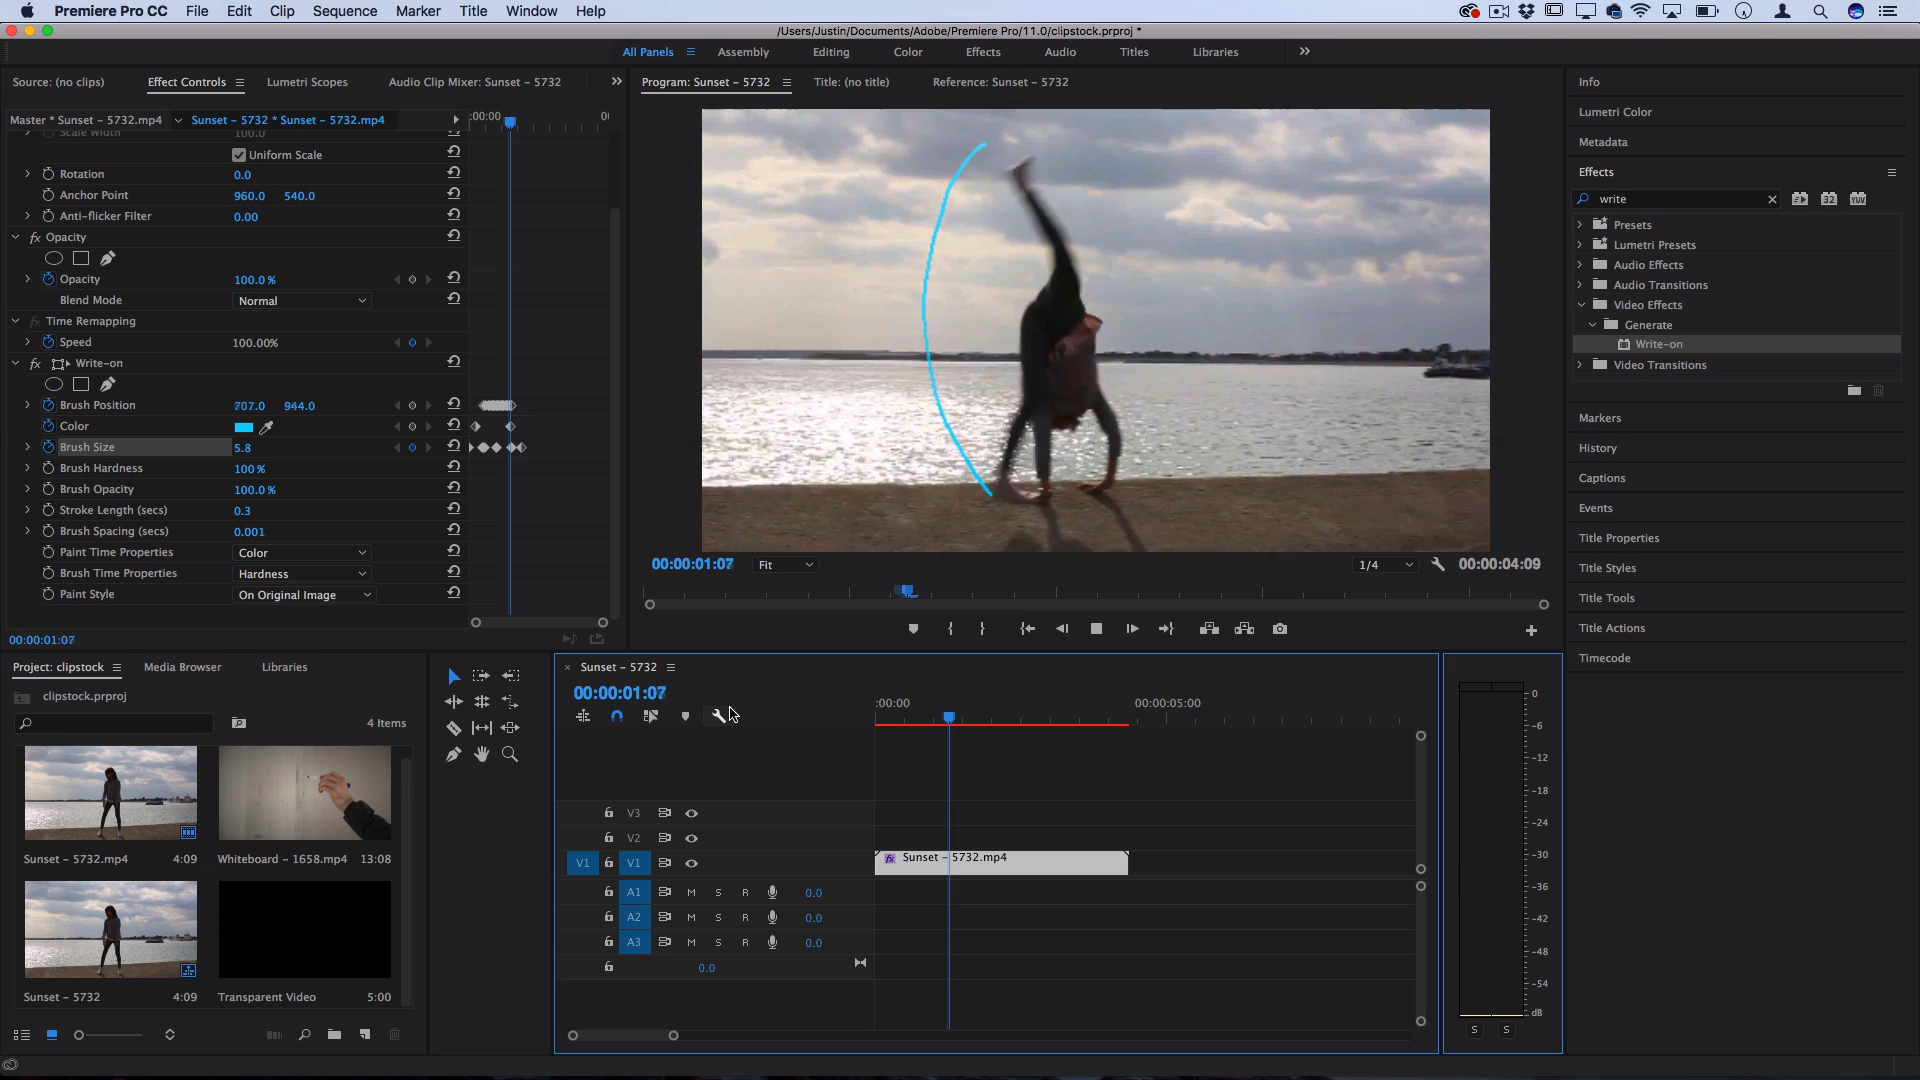 Premiere Pro CC File Edit Clip Sequence Marker Title Window Help
/Users/Justin/Documents/Adobe/Premiere Pro/11.0/clipstock.prproj *
All Panels Assembly Editing Color Effects Audio Titles Libraries
Source: (no clips) Effect Controls Lumetri Scopes Audio Clip Mixer: Sunset - 5732
Master * Sunset - 5732.mp4 Sunset - 5732 * Sunset - 5732.mp4 :00:00
Scale Width 100.0
Uniform Scale
Rotation 0.0
Anchor Point 960.0 540.0
Anti-flicker Filter 0.00
fx Opacity
Opacity 100.0 %
Blend Mode Normal
fx Time Remapping
Speed 100.00%
fx Write-on
Brush Position 707.0 944.0
Color
Brush Size 5.8
Brush Hardness 100 %
Brush Opacity 100.0 %
Stroke Length (secs) 0.3
Brush Spacing (secs) 0.001
Paint Time Properties Color
Brush Time Properties Hardness
Paint Style On Original Image
00:00:01:07
Program: Sunset - 5732 Title: (no title) Reference: Sunset - 5732
00:00:01:07 Fit 1/4 00:00:04:09
Info
Lumetri Color
Metadata
Effects
write 32 YUV
Presets
Lumetri Presets
Audio Effects
Audio Transitions
Video Effects
Generate
Write-on
Video Transitions
Markers
History
Captions
Events
Title Properties
Title Styles
Title Tools
Title Actions
Timecode
Project: clipstock Media Browser Libraries
clipstock.prproj
4 Items
Sunset - 5732.mp4 4:09 Whiteboard - 1658.mp4 13:08
Sunset - 5732 4:09 Transparent Video 5:00
Sunset - 5732
00:00:01:07
:00:00 00:00:05:00
V3
V2
V1 V1 fx Sunset - 5732.mp4
A1 M S R 0.0
A2 M S R 0.0
A3 M S R 0.0
0.0
0
-6
-12
-18
-24
-30
-36
-42
-48
-54
dB
S S